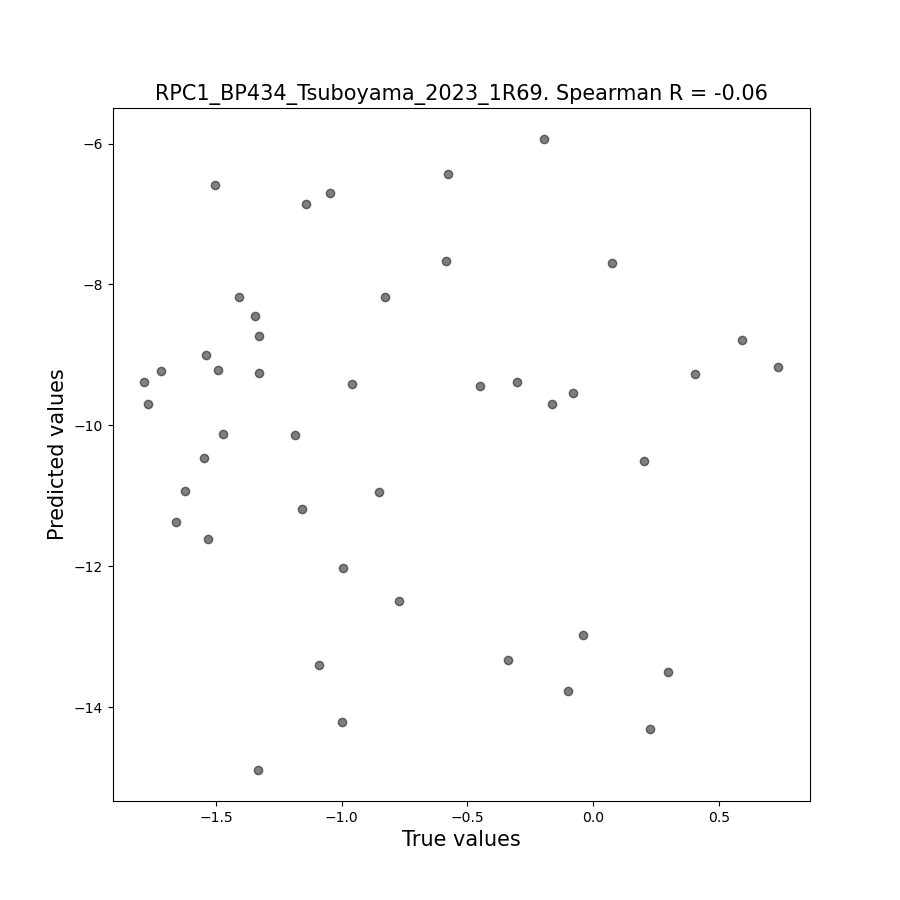 RPC1_BP434_Tsuboyama_2023_1R69. Spearman R = -0.06
Predicted values
−6
−8
−10
−12
−14
−1.5 −1.0 −0.5 0.0 0.5
True values